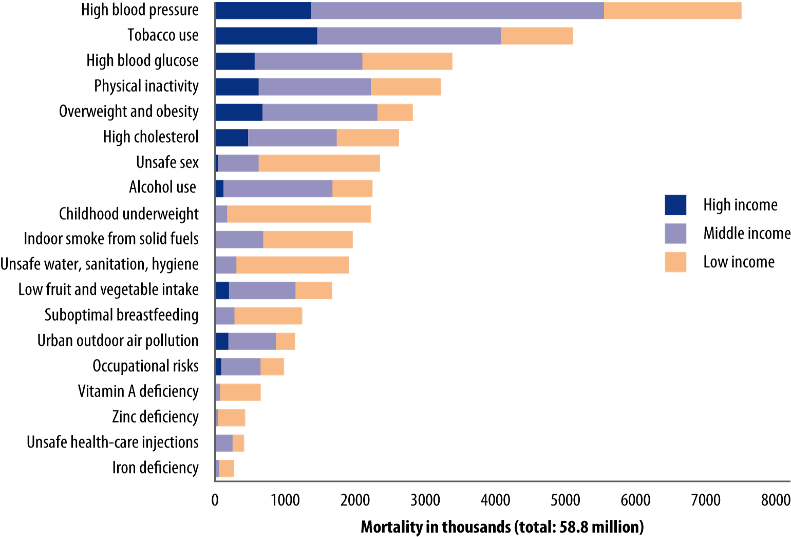 High blood pressure
Tobacco use
High blood glucose
Physical inactivity
Overweight and obesity
High cholesterol
Unsafe sex
Alcohol use
Childhood underweight
Indoor smoke from solid fuels
Unsafe water, sanitation, hygiene
Low fruit and vegetable intake
Suboptimal breastfeeding
Urban outdoor air pollution
Occupational risks
Vitamin A deficiency
Zinc deficiency
Unsafe health-care injections
Iron deficiency
High income
Middle income
Low income
0 1000 2000 3000 4000 5000 6000 7000 8000
Mortality in thousands (total: 58.8 million)